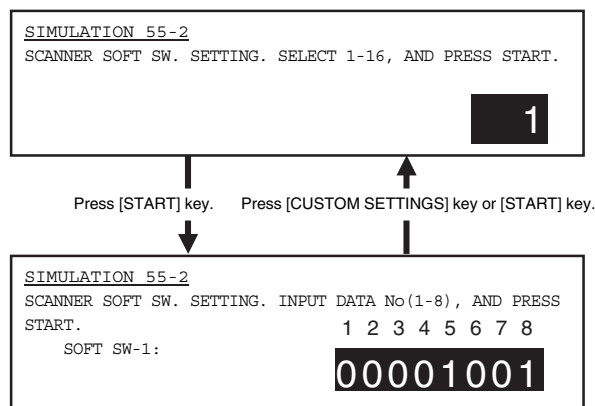 SIMULATION 55-2
SCANNER SOFT SW. SETTING. SELECT 1-16, AND PRESS START.
1
Press [START] key.
Press [CUSTOM SETTINGS] key or [START] key.
SIMULATION 55-2
SCANNER SOFT SW. SETTING. INPUT DATA No(1-8), AND PRESS
START.
1 2 3 4 5 6 7 8
SOFT SW-1:
00001001